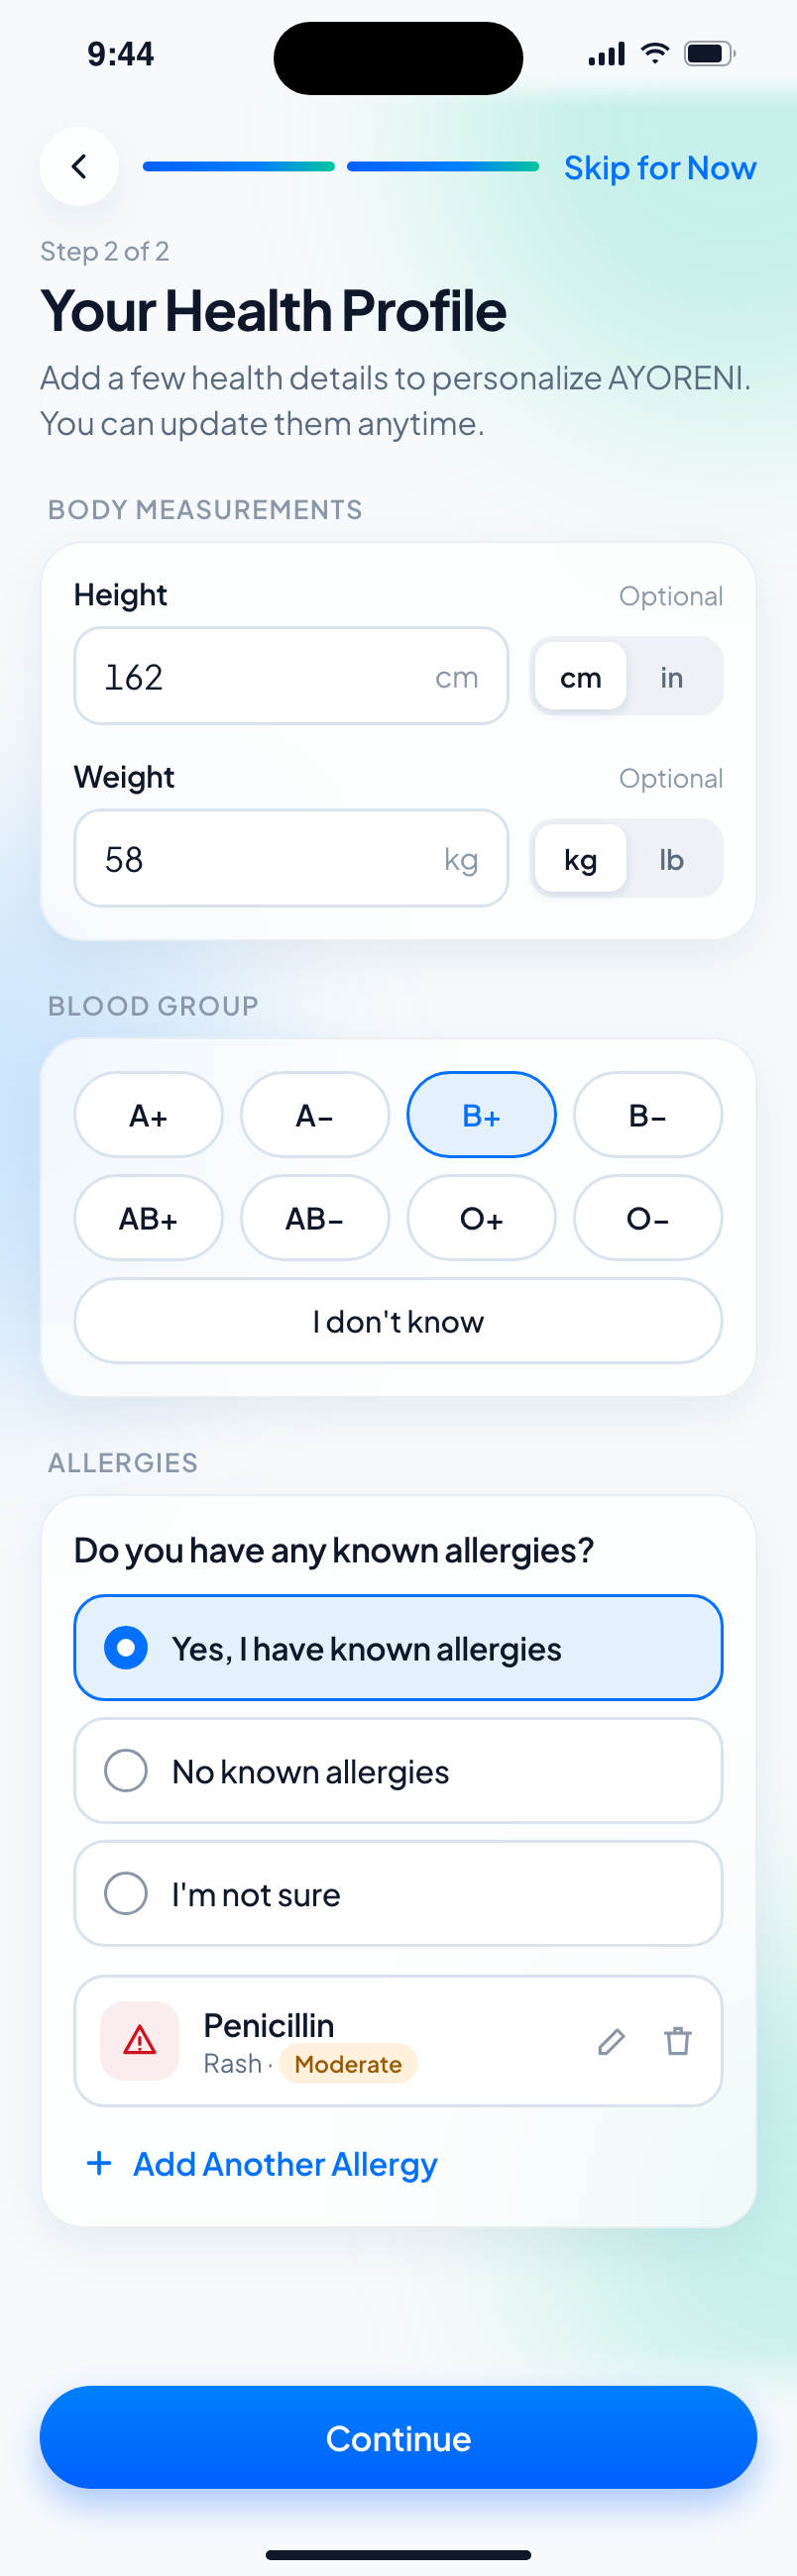 9:44
Skip for Now
Step 2 of 2
Your Health Profile
Add a few health details to personalize AYORENI.
You can update them anytime.
BODY MEASUREMENTS
Height Optional
162 cm cm in
Weight Optional
58 kg kg lb
BLOOD GROUP
A+ A− B+ B−
AB+ AB− O+ O−
I don't know
ALLERGIES
Do you have any known allergies?
Yes, I have known allergies
No known allergies
I'm not sure
Penicillin
Rash · Moderate
+ Add Another Allergy
Continue